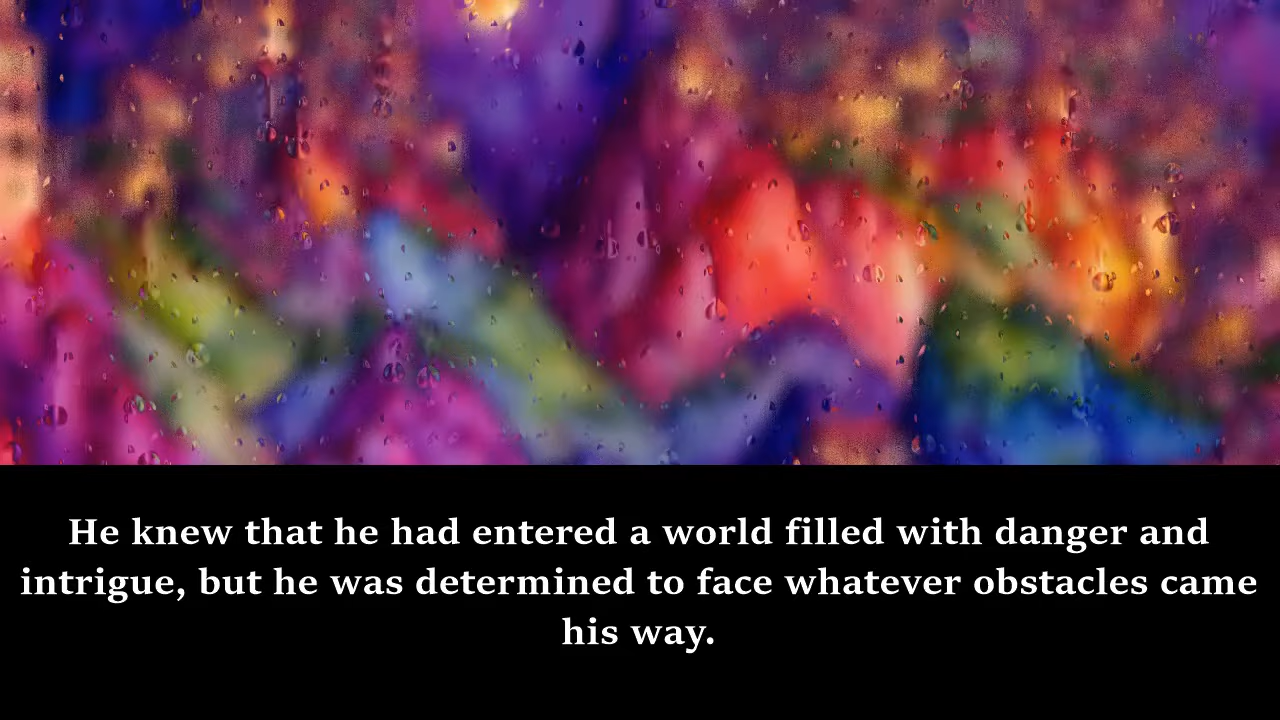 He knew that he had entered a world filled with danger and
intrigue, but he was determined to face whatever obstacles came
his way.